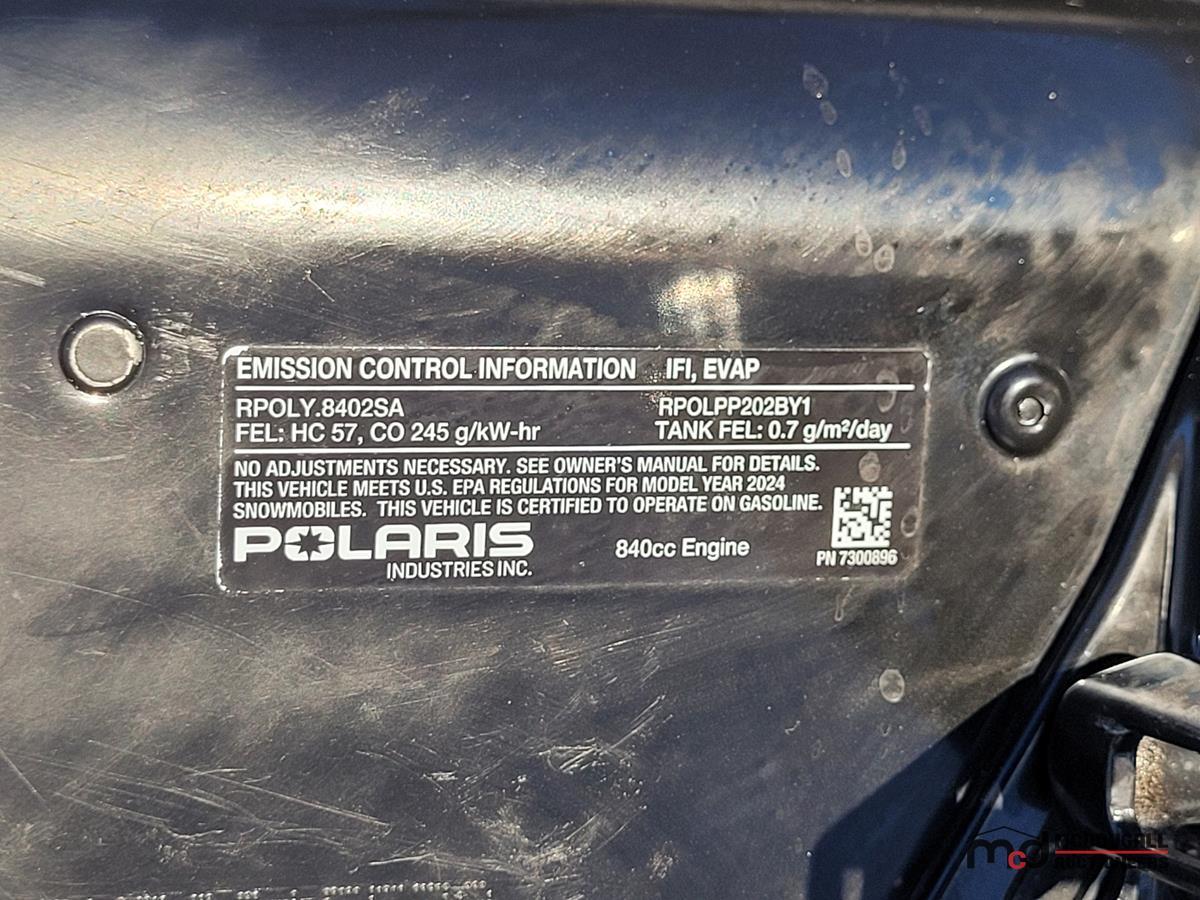 EMISSION CONTROL INFORMATION IFI, EVAP
RPOLY.8402SA RPOLPP202BY1
FEL: HC 57, CO 245 g/kW-hr TANK FEL: 0.7 g/m²/day
NO ADJUSTMENTS NECESSARY. SEE OWNER'S MANUAL FOR DETAILS.
THIS VEHICLE MEETS U.S. EPA REGULATIONS FOR MODEL YEAR 2024
SNOWMOBILES. THIS VEHICLE IS CERTIFIED TO OPERATE ON GASOLINE.
POLARIS
INDUSTRIES INC.
840cc Engine
PN 7300896
mcd